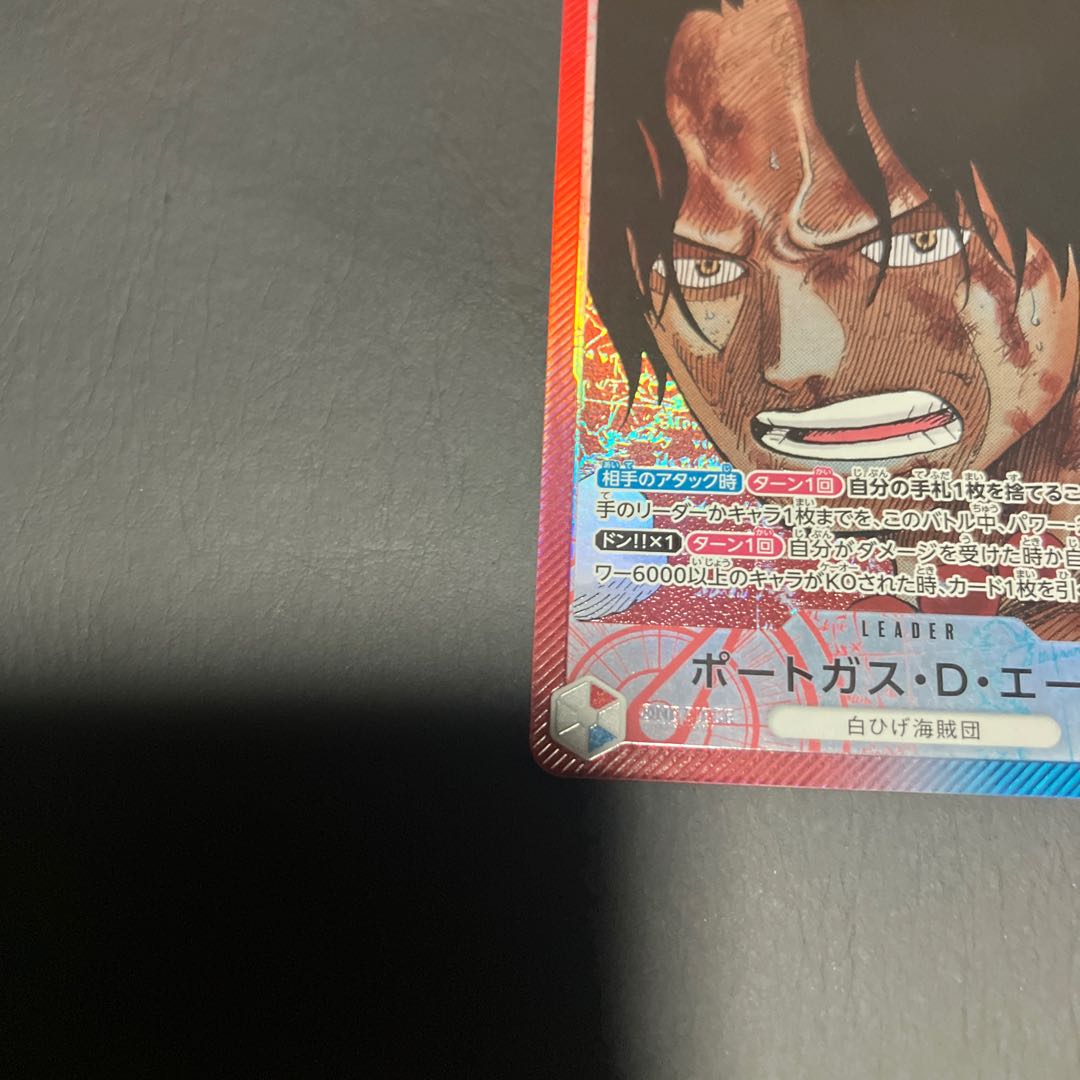 相手のアタック時 ターン1回 自分の手札1枚を捨てるこ
手のリーダーかキャラ1枚までを、このバトル中、パワー
ドン!!×1 ターン1回 自分がダメージを受けた時か自
ワー6000以上のキャラがKOされた時、カード1枚を引
LEADER
ポートガス・D・エー
白ひげ海賊団